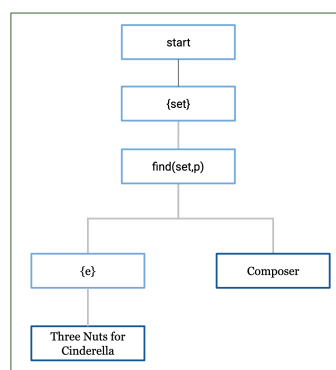 start
{set}
find(set,p)
{e}
Composer
Three Nuts for
Cinderella